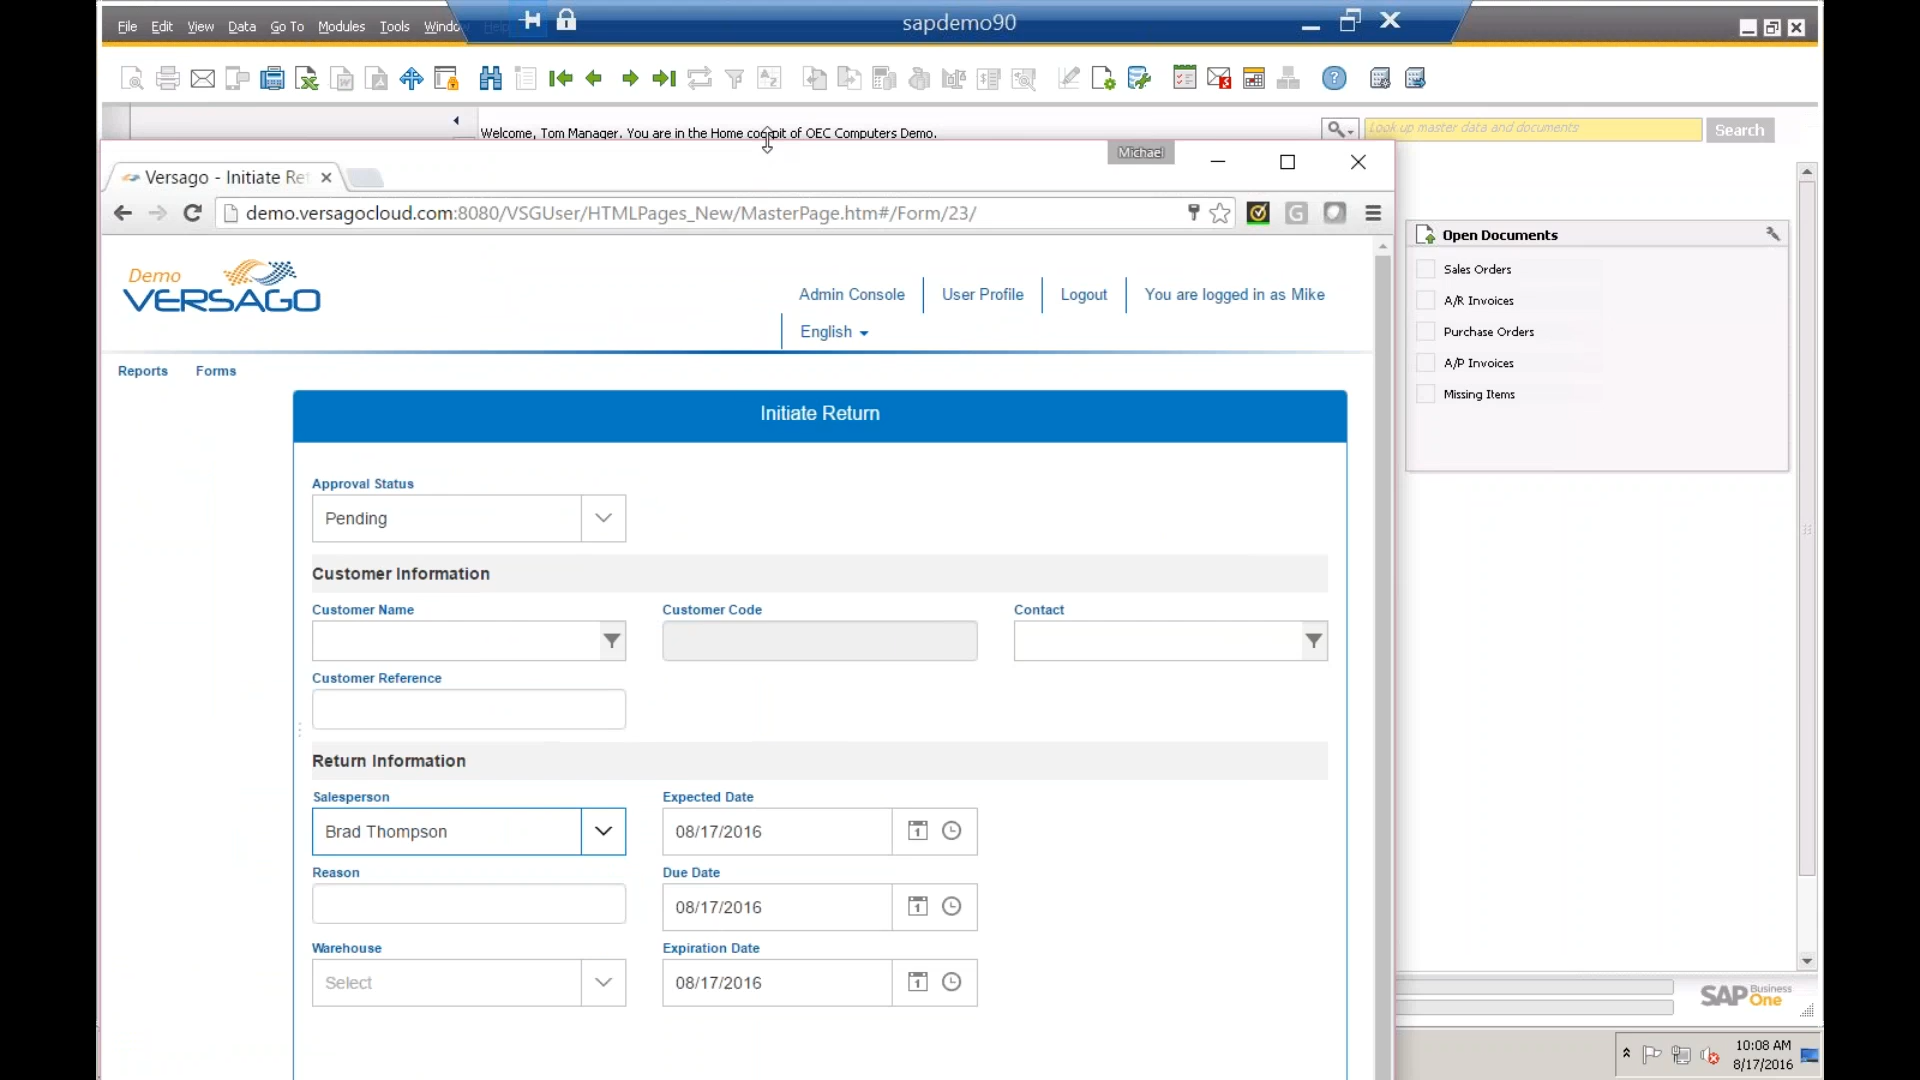 File Edit View Data Go To Modules Tools Window Help
sapdemo90
Welcome, Tom Manager. You are in the Home cockpit of OEC Computers Demo.
Look up master data and documents
Search
Michael
Versago - Initiate Ret
demo.versagocloud.com:8080/VSGUser/HTMLPages_New/MasterPage.htm#/Form/23/
Demo
VERSAGO
Admin Console
User Profile
Logout
You are logged in as Mike
English
Reports
Forms
Initiate Return
Approval Status
Pending
Customer Information
Customer Name
Customer Code
Contact
Customer Reference
Return Information
Salesperson
Expected Date
Brad Thompson
08/17/2016
Reason
Due Date
08/17/2016
Warehouse
Expiration Date
Select
08/17/2016
Open Documents
Sales Orders
A/R Invoices
Purchase Orders
A/P Invoices
Missing Items
SAP Business One
10:08 AM
8/17/2016